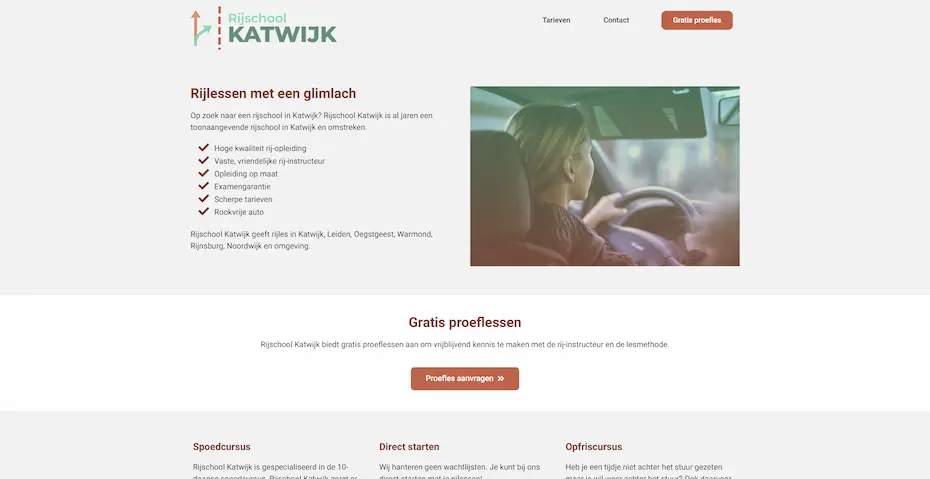 Rijschool
KATWIJK
Tarieven
Contact
Gratis proefles
Rijlessen met een glimlach
Op zoek naar een rijschool in Katwijk? Rijschool Katwijk is al jaren een
toonaangevende rijschool in Katwijk en omstreken.
Hoge kwaliteit rij-opleiding
Vaste, vriendelijke rij-instructeur
Opleiding op maat
Examengarantie
Scherpe tarieven
Rookvrije auto
Rijschool Katwijk geeft rijles in Katwijk, Leiden, Oegstgeest, Warmond,
Rijnsburg, Noordwijk en omgeving.
Gratis proeflessen
Rijschool Katwijk biedt gratis proeflessen aan om vrijblijvend kennis te maken met de rij-instructeur en de lesmethode.
Proefles aanvragen »
Spoedcursus
Rijschool Katwijk is gespecialiseerd in de 10-
daagse spoedcursus. Rijschool Katwijk zorgt er
Direct starten
Wij hanteren geen wachtlijsten. Je kunt bij ons
direct starten met je rijlessen!
Opfriscursus
Heb je een tijdje niet achter het stuur gezeten
maar je wil weer achter het stuur? Ook daarvoor